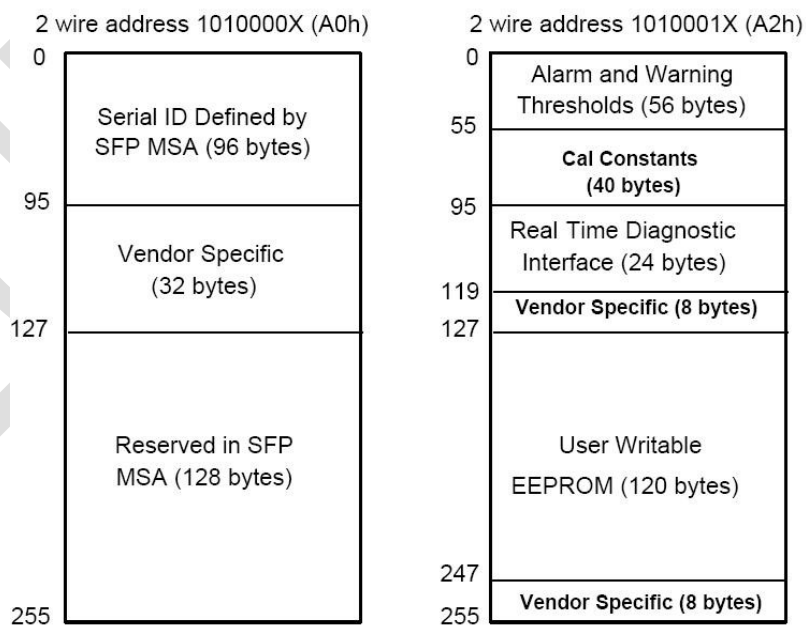 2 wire address 1010000X (A0h)
0
Serial ID Defined by
SFP MSA (96 bytes)
95
Vendor Specific
(32 bytes)
127
Reserved in SFP
MSA (128 bytes)
255
2 wire address 1010001X (A2h)
0
Alarm and Warning
Thresholds (56 bytes)
55
Cal Constants
(40 bytes)
95
Real Time Diagnostic
Interface (24 bytes)
119
Vendor Specific (8 bytes)
127
User Writable
EEPROM (120 bytes)
247
Vendor Specific (8 bytes)
255